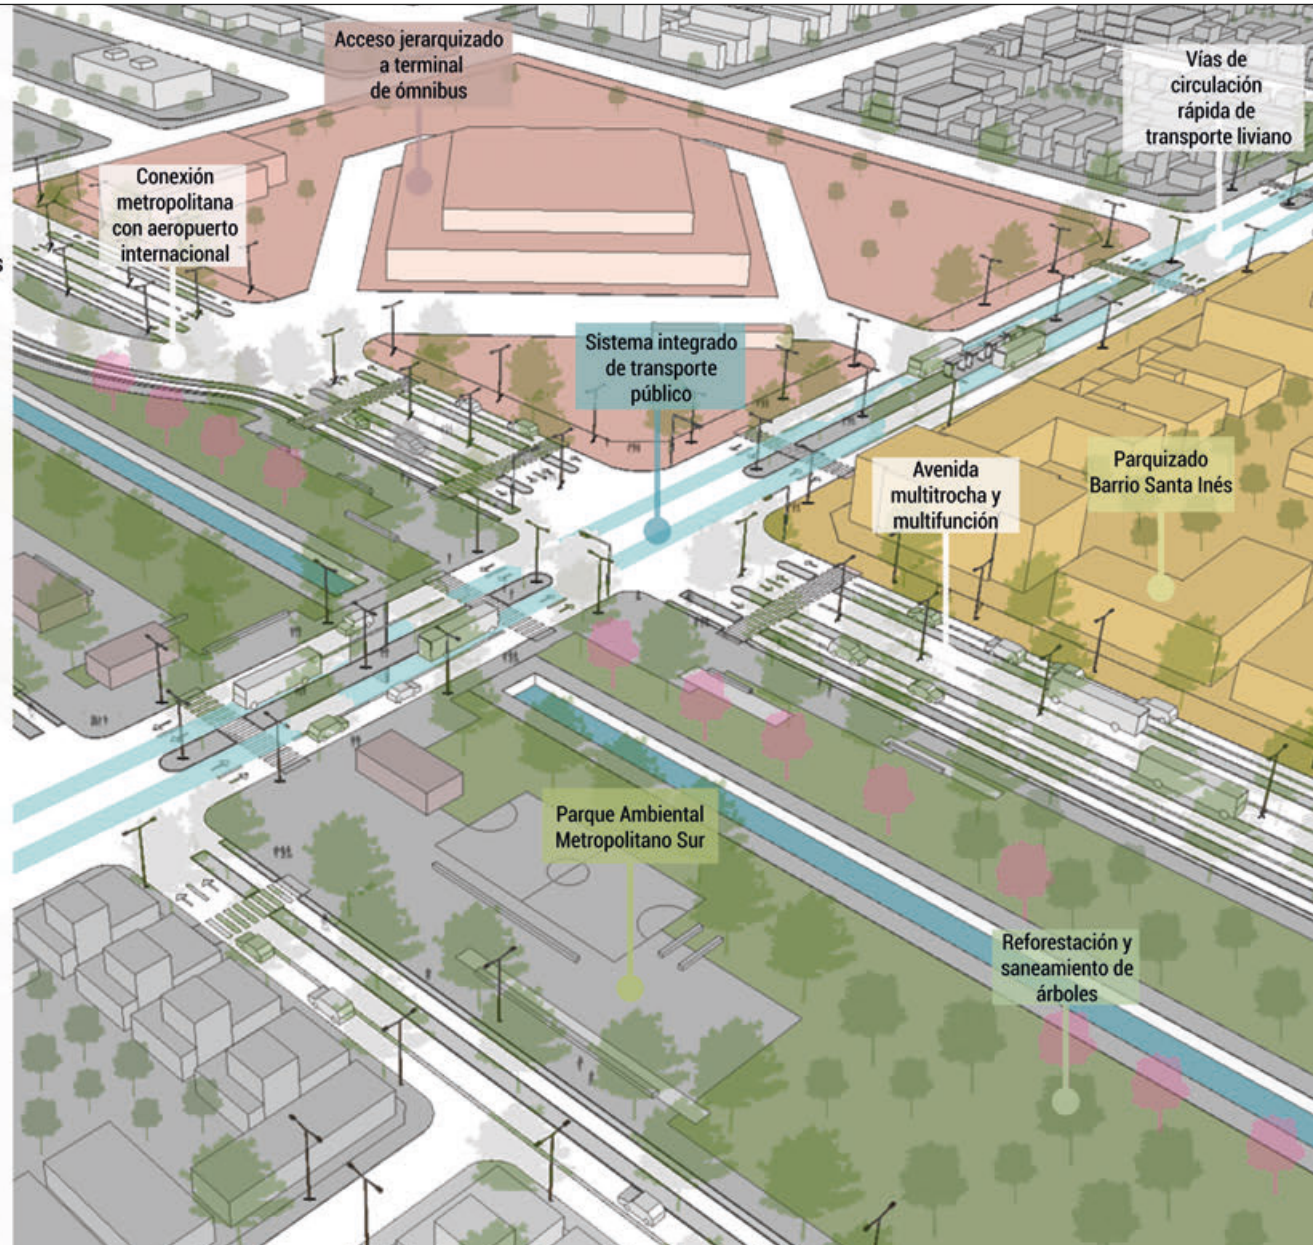 Acceso jerarquizado
a terminal
de ómnibus
Vías de
circulación
rápida de
transporte liviano
Conexión
metropolitana
con aeropuerto
internacional
s
Sistema integrado
de transporte
público
Avenida
multitrocha y
multifunción
Parquizado
Barrio Santa Inés
Parque Ambiental
Metropolitano Sur
Reforestación y
saneamiento de
árboles